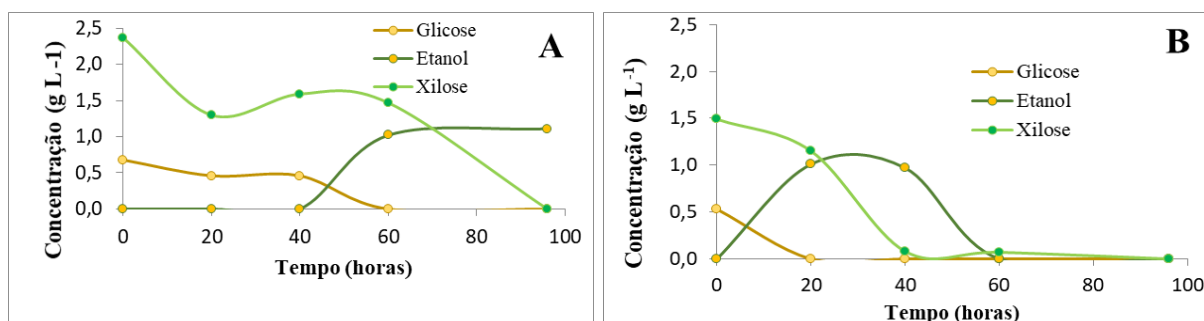 A
Concentração (g L -1)
2,5
2,0
1,5
1,0
0,5
0,0
0 20 40 60 80 100
Tempo (horas)
Glicose
Etanol
Xilose
B
Concentração (g L-1)
2,5
2,0
1,5
1,0
0,5
0,0
0 20 40 60 80 100
Tempo (horas)
Glicose
Etanol
Xilose